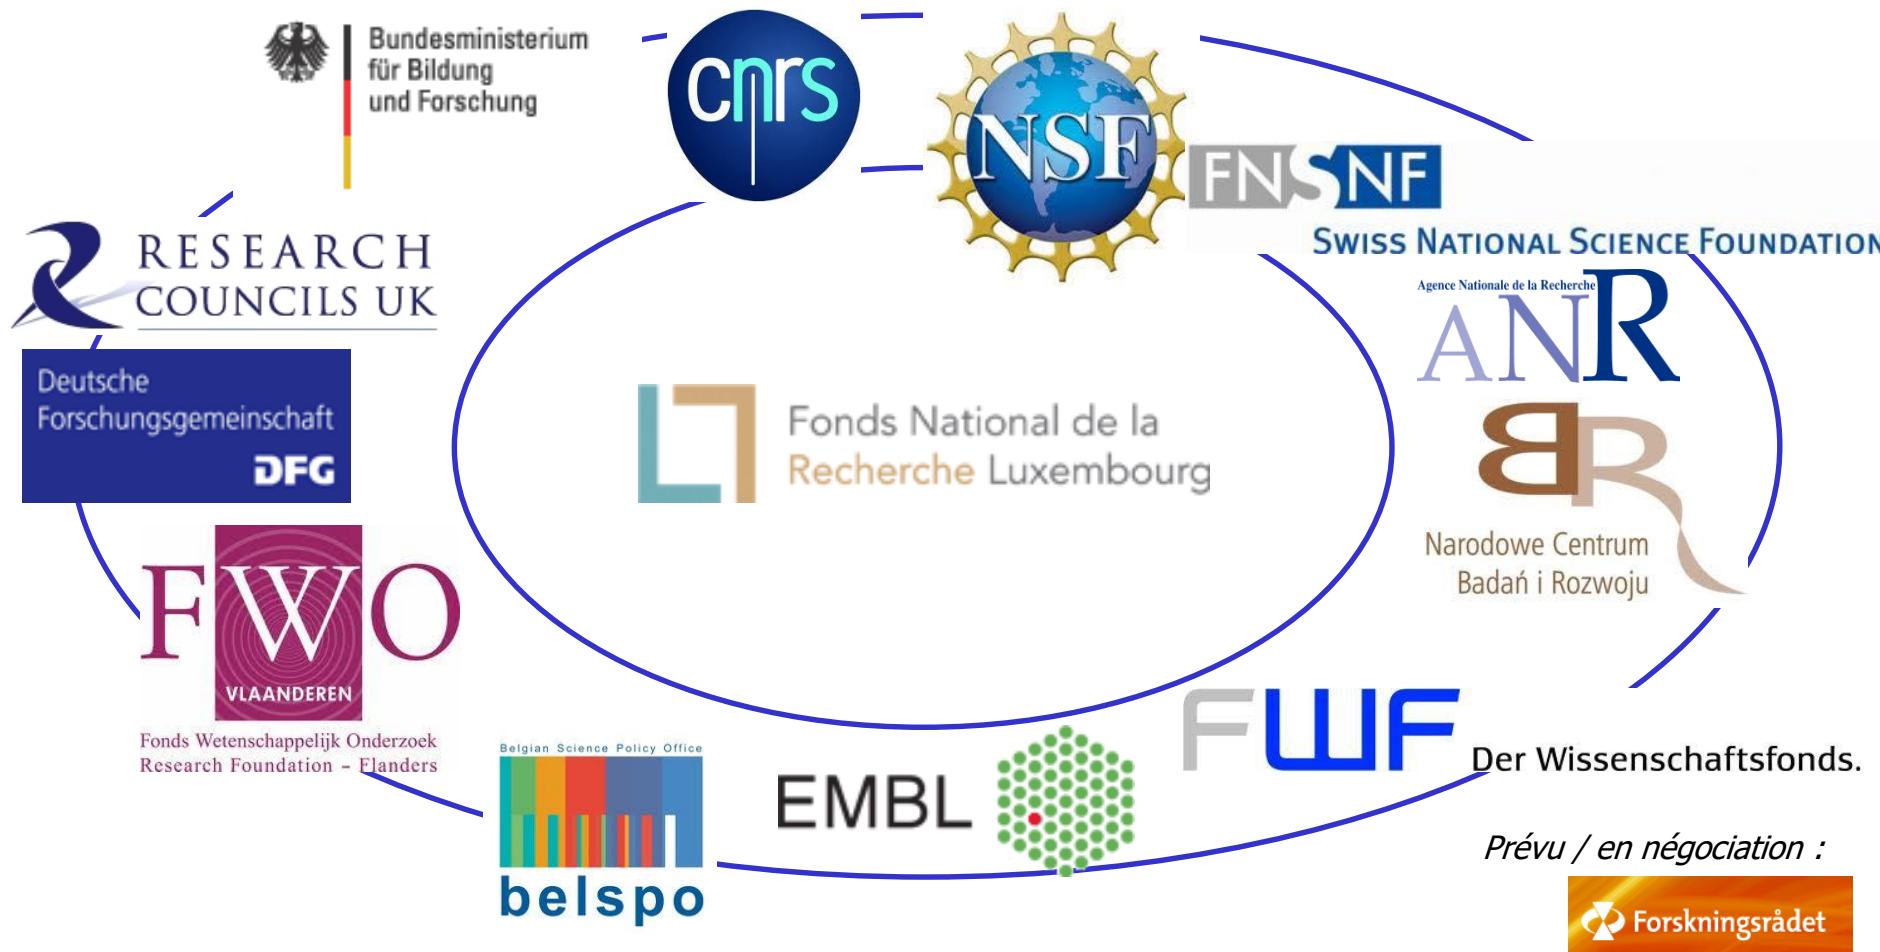 Bundesministerium
für Bildung
und Forschung
cnrs
NSF
FNSNF
SWISS NATIONAL SCIENCE FOUNDATION
RESEARCH
COUNCILS UK
Agence Nationale de la Recherche
ANR
Deutsche
Forschungsgemeinschaft
DFG
Fonds National de la
Recherche Luxembourg
BR
Narodowe Centrum
Badań i Rozwoju
FWO
VLAANDEREN
Fonds Wetenschappelijk Onderzoek
Research Foundation – Flanders
Belgian Science Policy Office
belspo
EMBL
FWF
Der Wissenschaftsfonds.
Prévu / en négociation :
Forskningsrådet